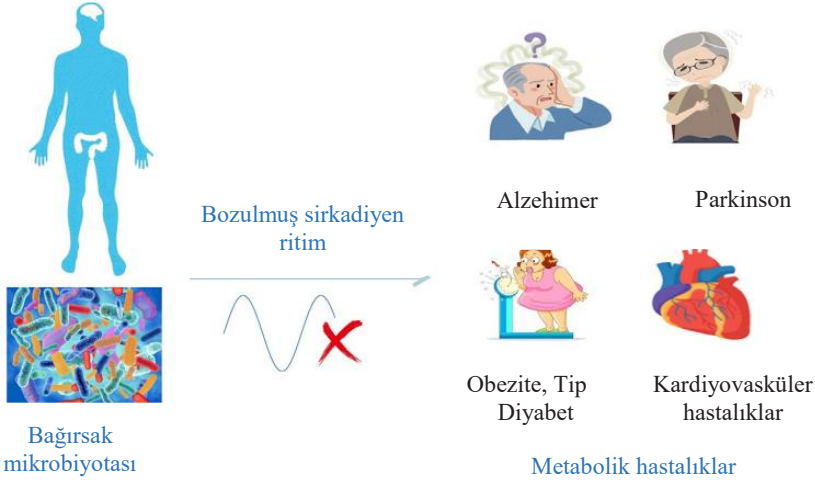 Alzehimer
Parkinson
Bozulmuş sirkadiyen
ritim
Obezite, Tip
Diyabet
Kardiyovasküler
hastalıklar
Bağırsak
mikrobiyotası
Metabolik hastalıklar